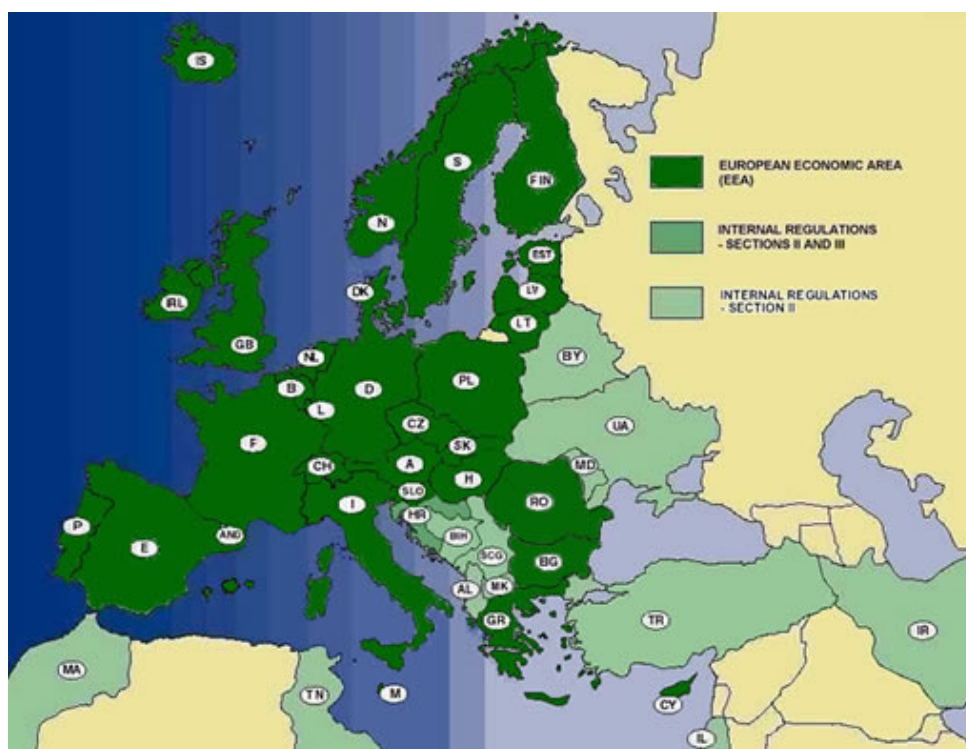 IS
S
FIN
EUROPEAN ECONOMIC AREA
(EEA)
N
INTERNAL REGULATIONS
- SECTIONS II AND III
EST
DK
LV
INTERNAL REGULATIONS
- SECTION II
IRL
LT
GB
NL
BY
B
D
PL
L
CZ
UA
F
SK
CH
A
MD
H
SLO
I
RO
HR
P
E
AND
BIH
SCG
BG
AL
MK
GR
TR
IR
MA
TN
M
CY
IL